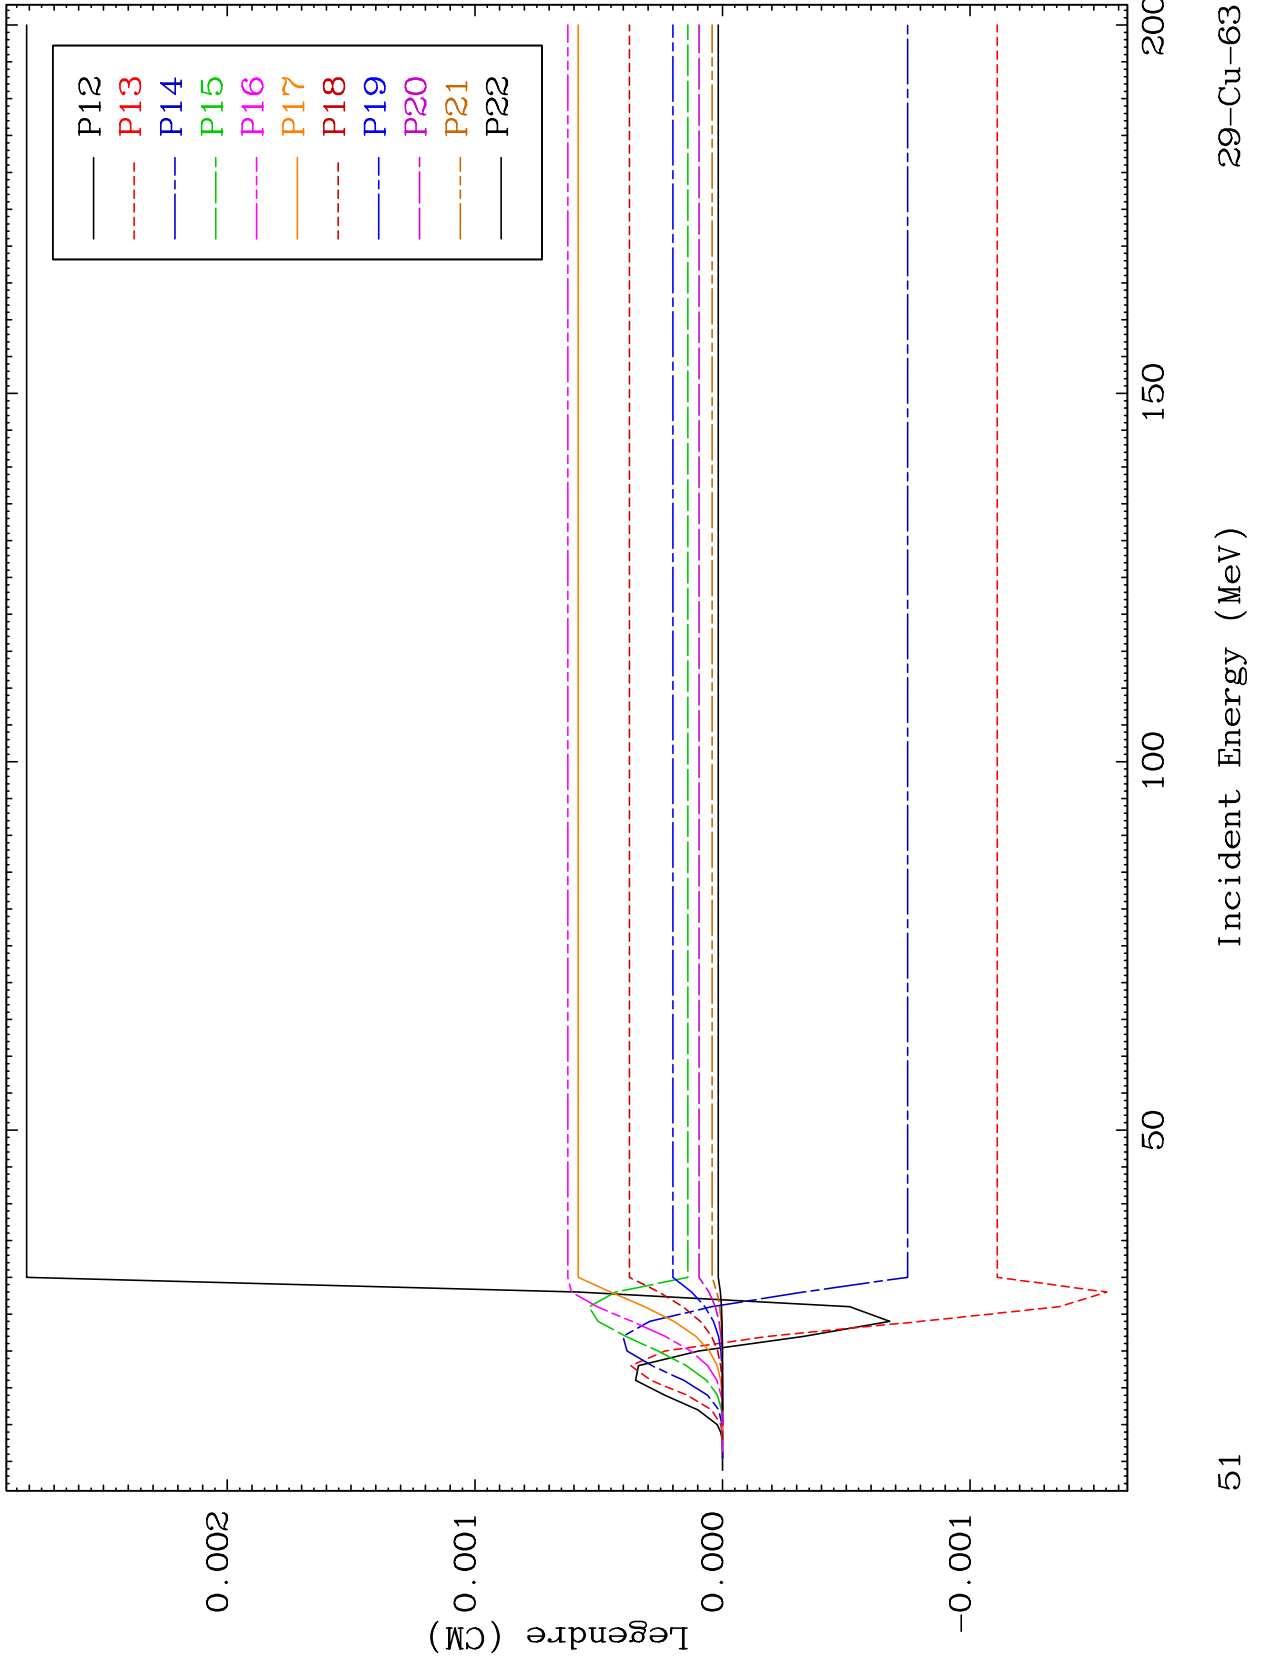 P12
P13
P14
P15
P16
P17
P18
P19
P20
P21
P22
0.002
0.001
0.000
-0.001
Legendre (CM)
50
100
150
200
Incident Energy (MeV)
51
29-Cu-63